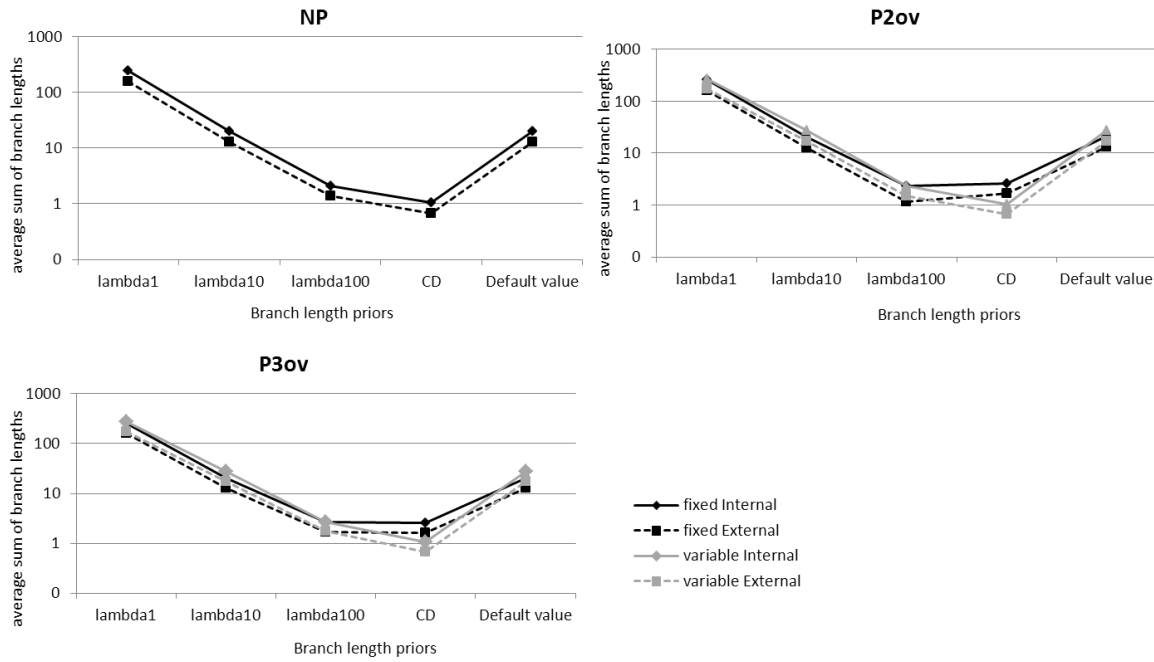 NP
average sum of branch lengths
1000
100
10
1
0
lambda1 lambda10 lambda100 CD Default value
Branch length priors
P2ov
average sum of branch lengths
1000
100
10
1
0
lambda1 lambda10 lambda100 CD Default value
Branch length priors
P3ov
average sum of branch lengths
1000
100
10
1
0
lambda1 lambda10 lambda100 CD Default value
Branch length priors
fixed Internal
fixed External
variable Internal
variable External